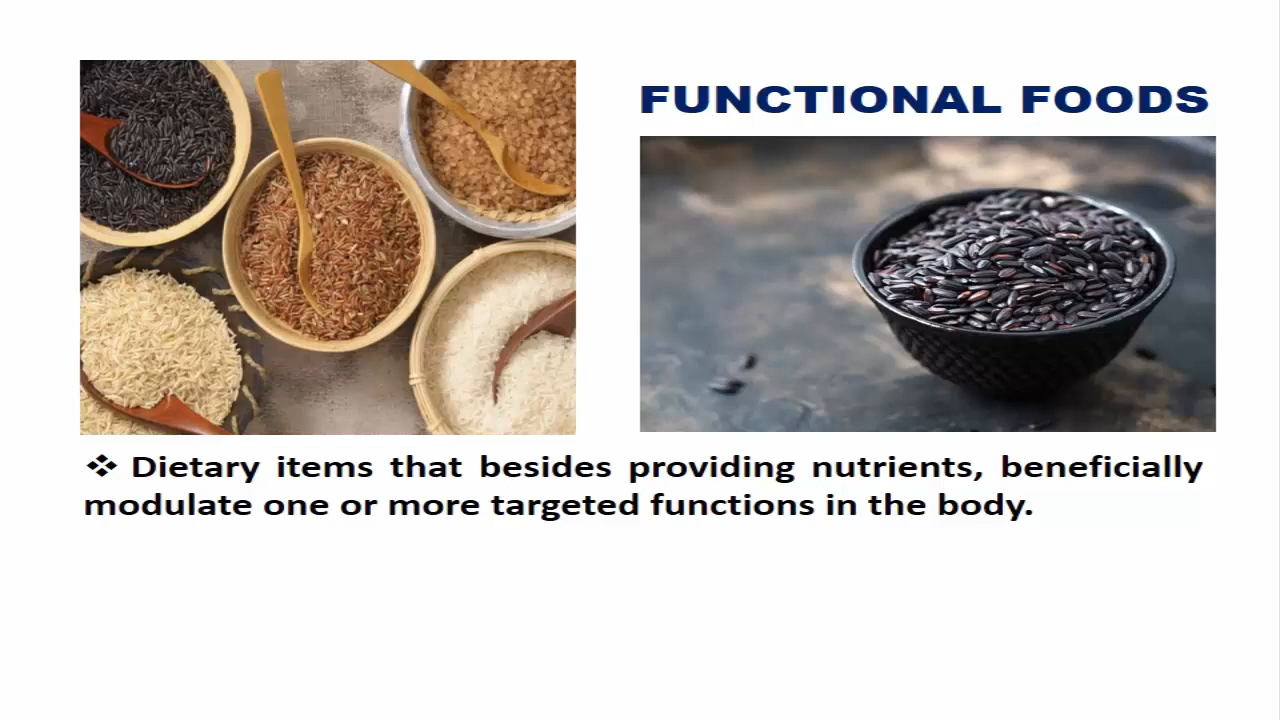 FUNCTIONAL FOODS
❖ Dietary items that besides providing nutrients, beneficially
modulate one or more targeted functions in the body.